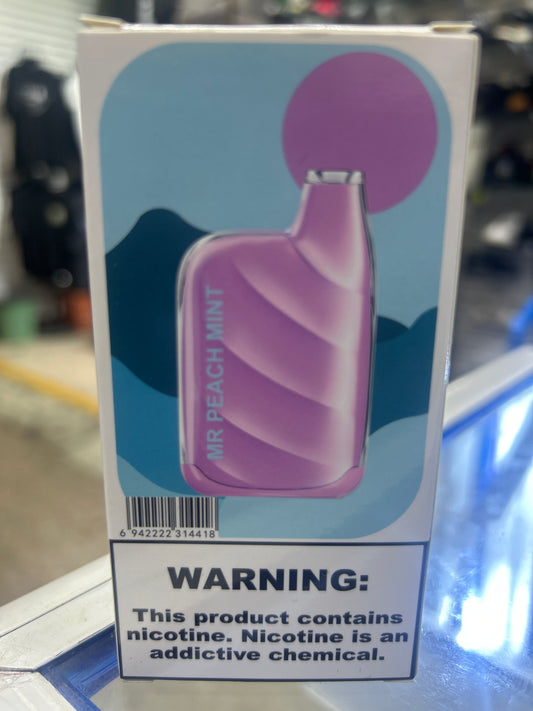 MR PEACH MINT
6 942222 314418
WARNING:
This product contains
nicotine. Nicotine is an
addictive chemical.